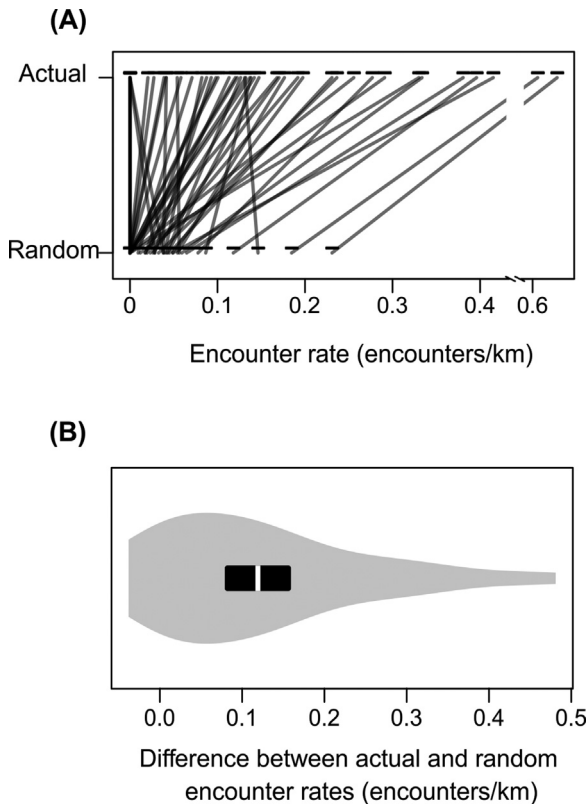 (A)
Actual
Random
0 0.1 0.2 0.3 0.4 0.6
Encounter rate (encounters/km)
(B)
0.0 0.1 0.2 0.3 0.4 0.5
Difference between actual and random
encounter rates (encounters/km)